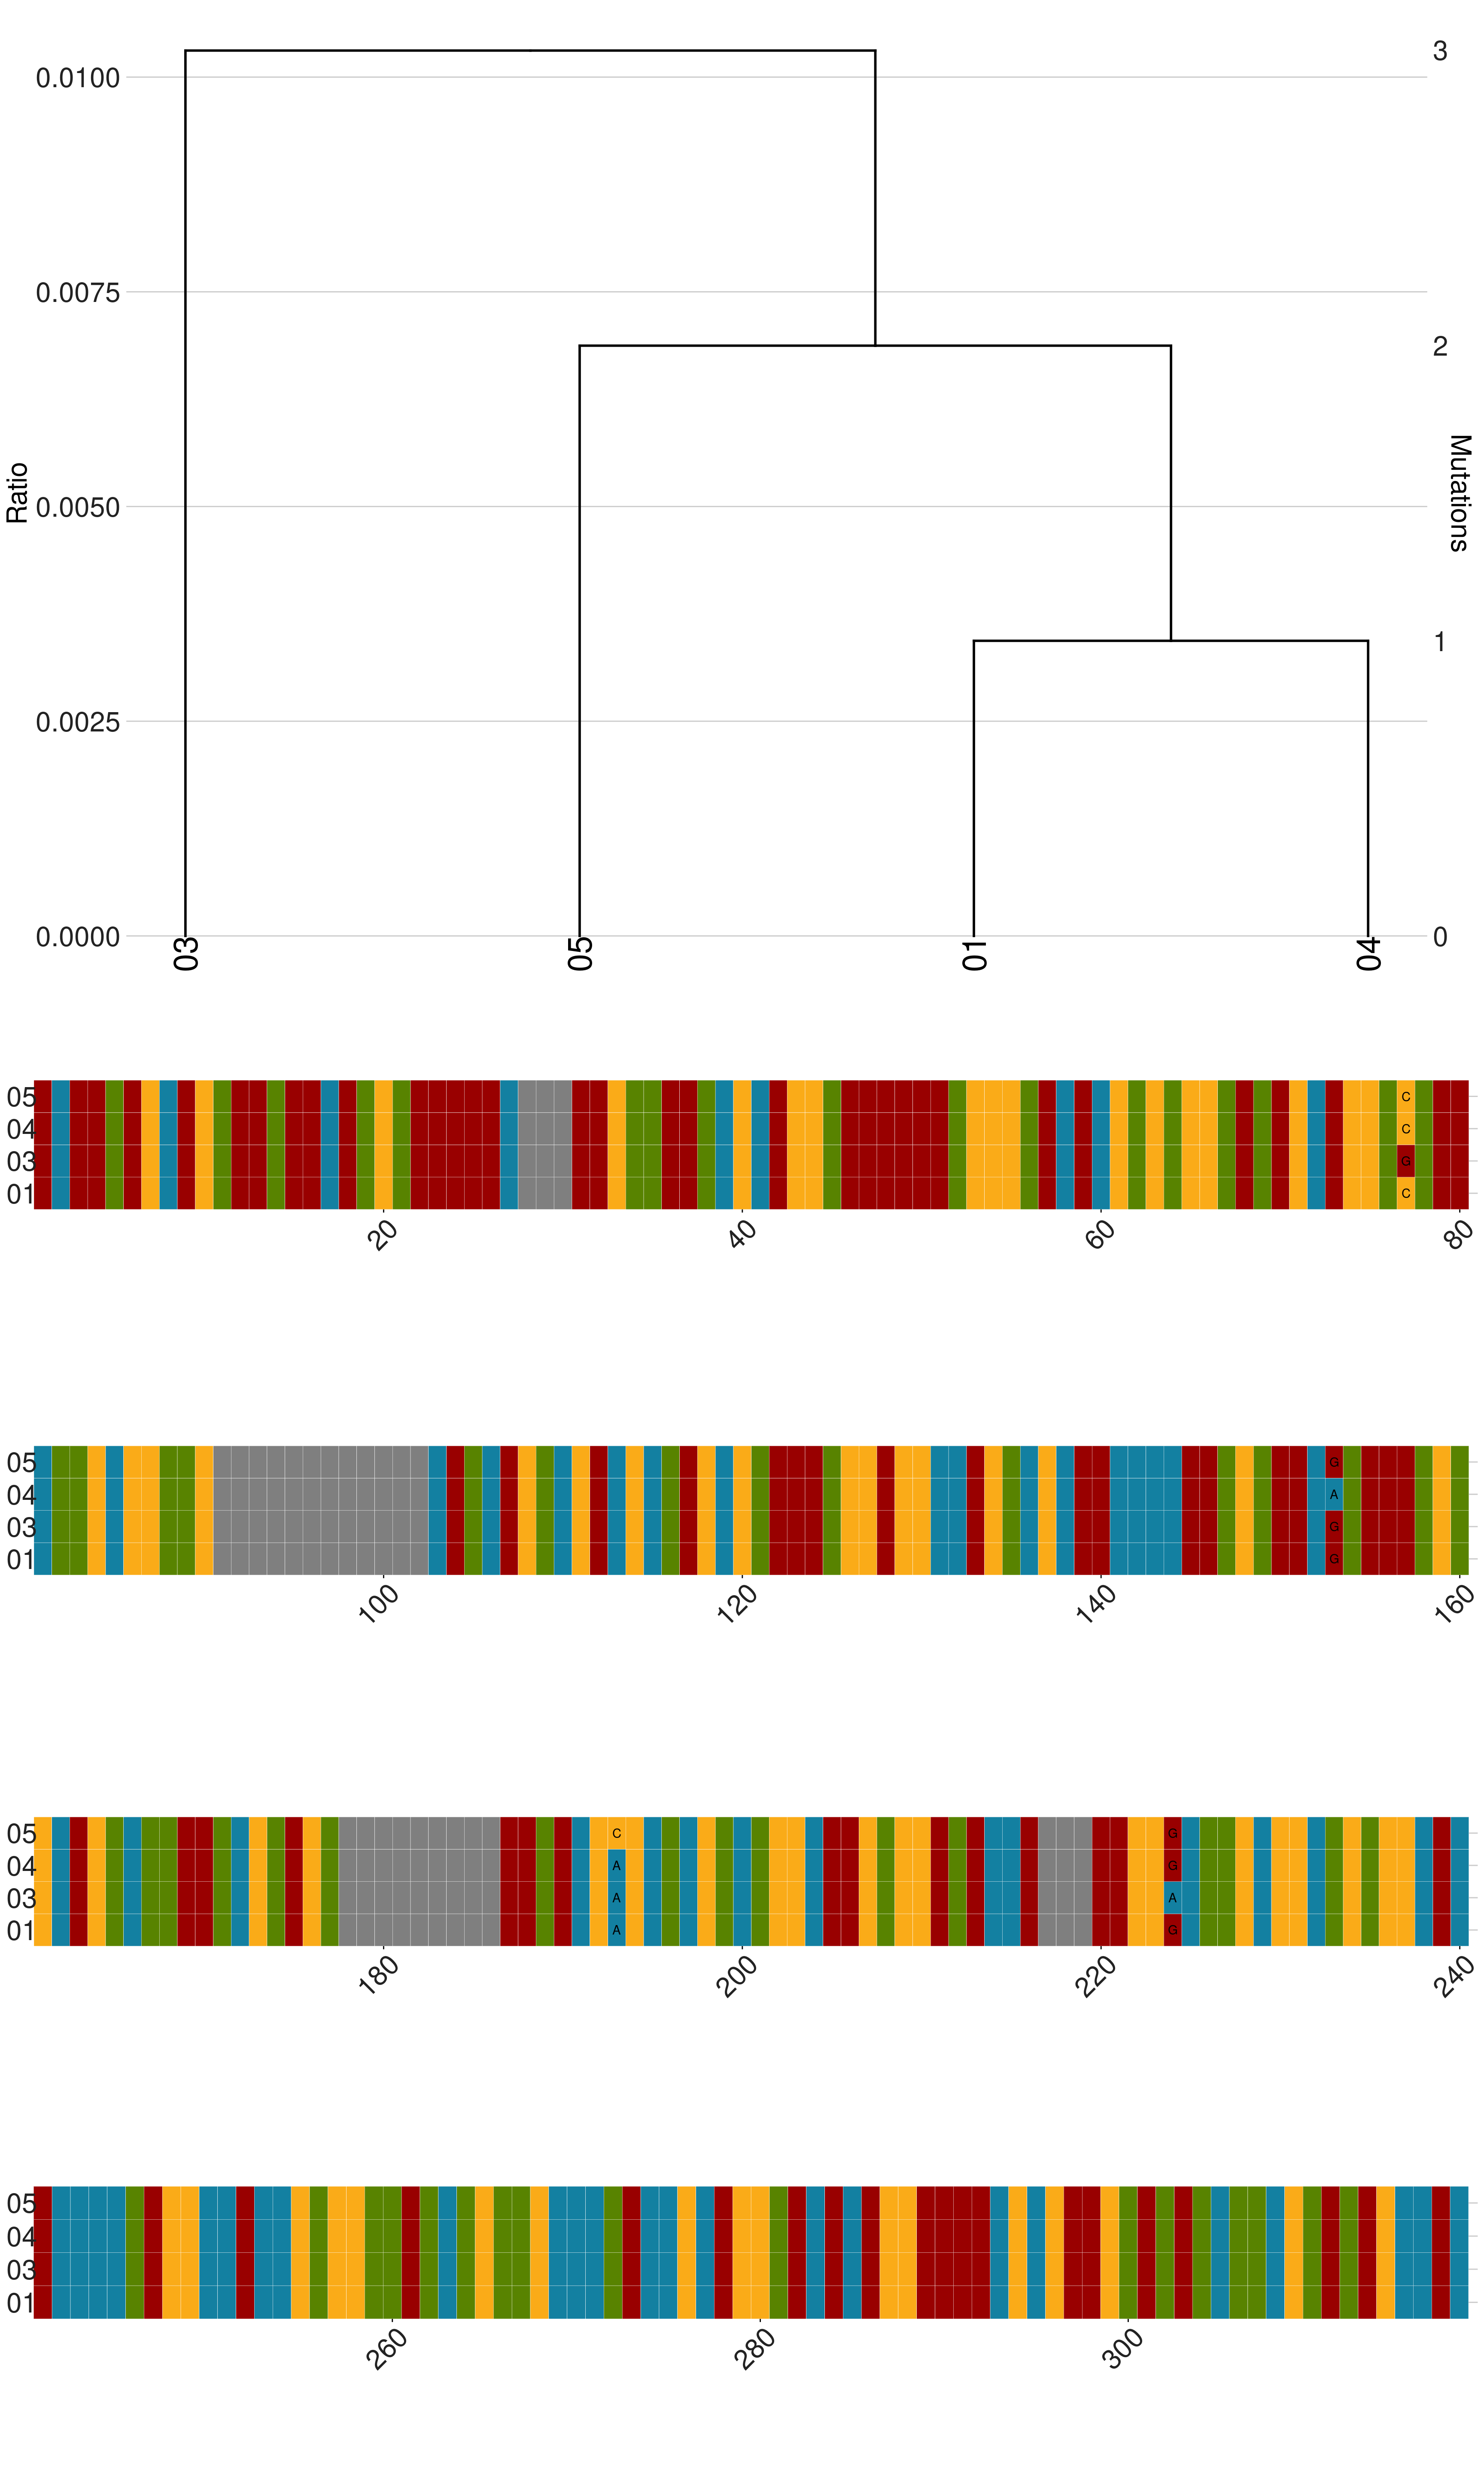 3
0.0100
0.0075
2
Ratio
Mutations
0.0050
1
0.0025
0.0000
0
03
05
01
04
05 C
04 C
03 G
01 C
20 40 60 80
05 G
04 A
03 G
01 G
100 120 140 160
05 C G
04 A G
03 A A
01 A G
180 200 220 240
05
04
03
01
260 280 300